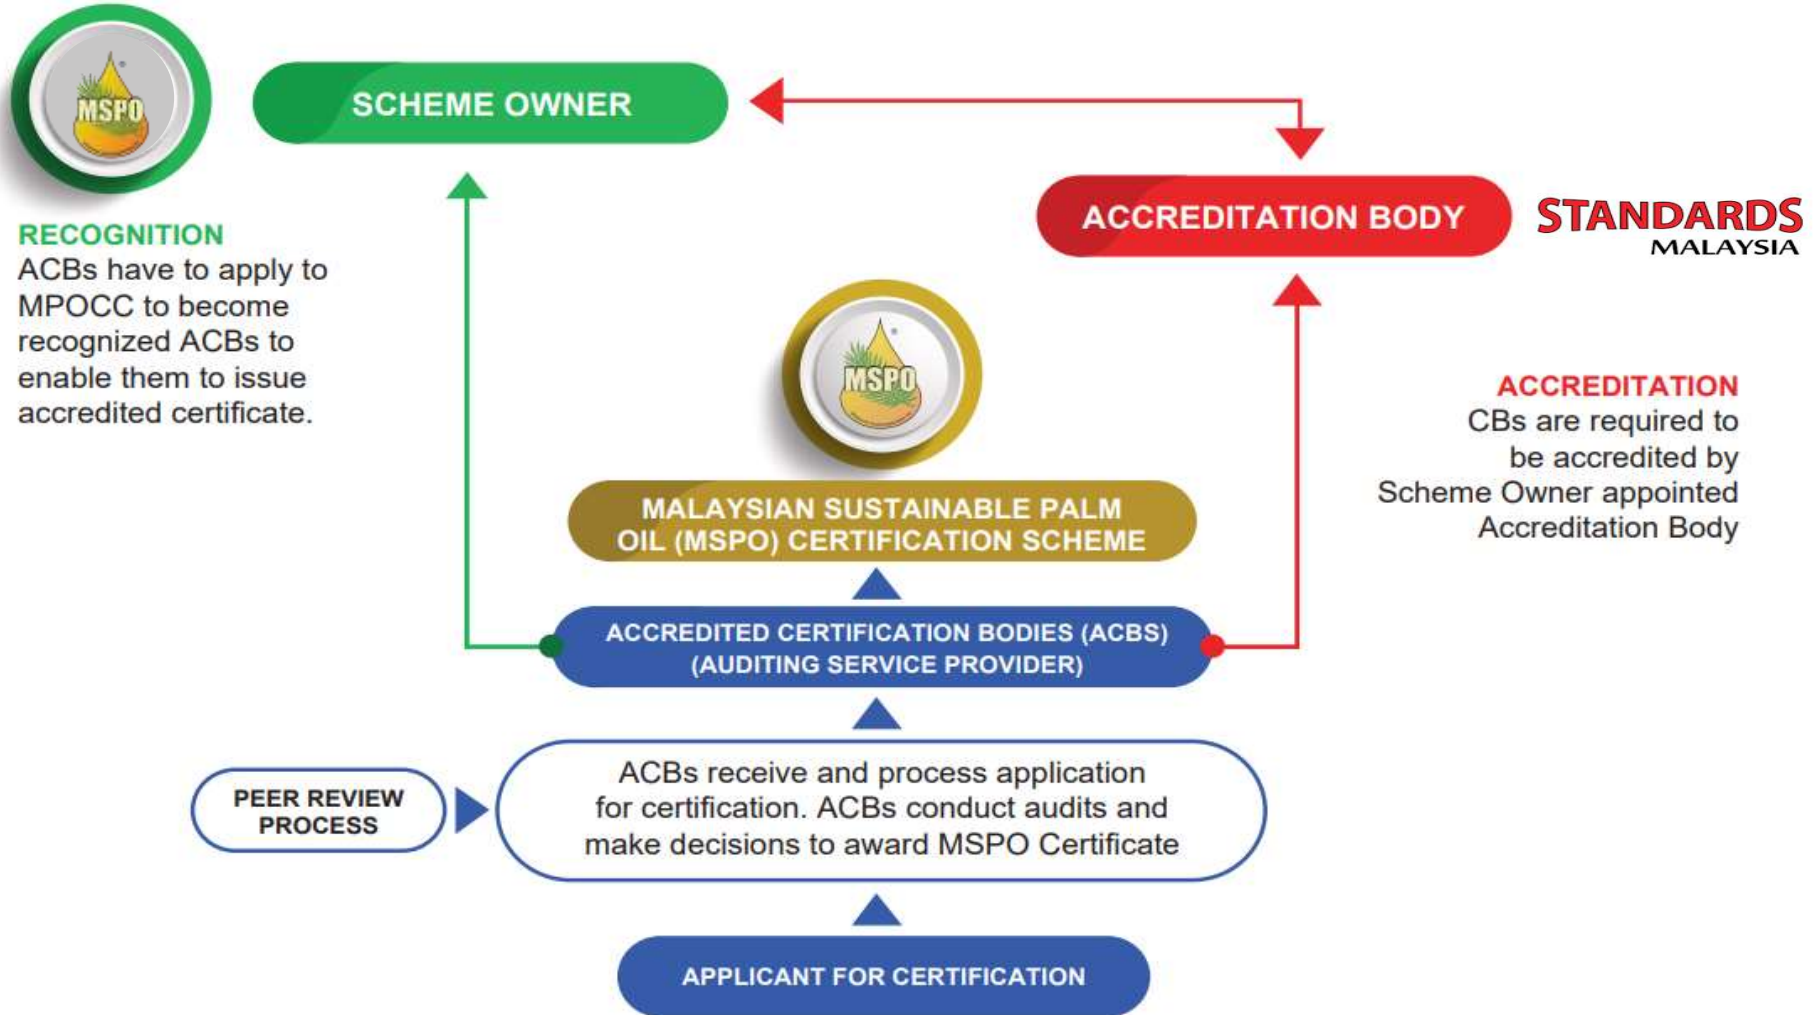 MSPO
SCHEME OWNER
RECOGNITION
ACBs have to apply to
MPOCC to become
recognized ACBs to
enable them to issue
accredited certificate.
ACCREDITATION BODY
STANDARDS
MALAYSIA
ACCREDITATION
CBs are required to
be accredited by
Scheme Owner appointed
Accreditation Body
MSPO
MALAYSIAN SUSTAINABLE PALM
OIL (MSPO) CERTIFICATION SCHEME
ACCREDITED CERTIFICATION BODIES (ACBS)
(AUDITING SERVICE PROVIDER)
PEER REVIEW
PROCESS
ACBs receive and process application
for certification. ACBs conduct audits and
make decisions to award MSPO Certificate
APPLICANT FOR CERTIFICATION